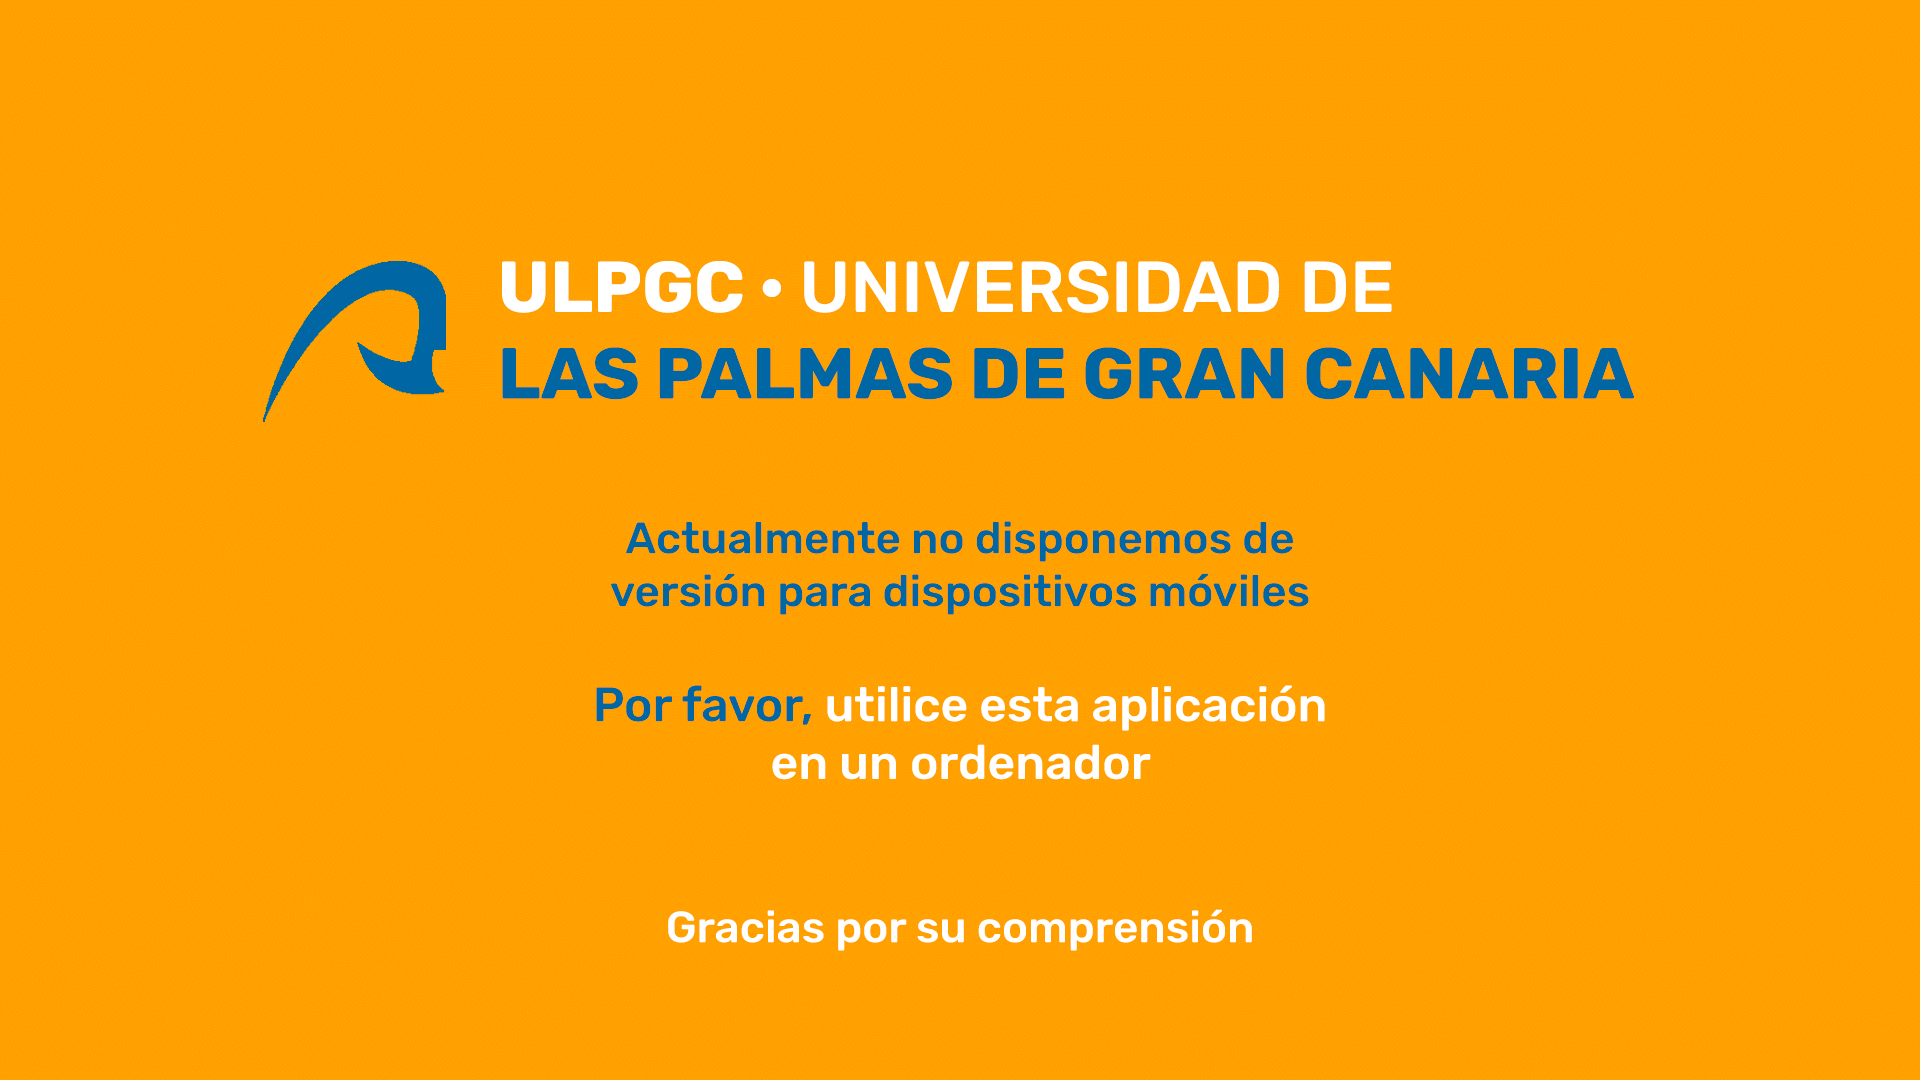 ULPGC • UNIVERSIDAD DE
LAS PALMAS DE GRAN CANARIA
Actualmente no disponemos de
versión para dispositivos móviles
Por favor, utilice esta aplicación
en un ordenador
Gracias por su comprensión